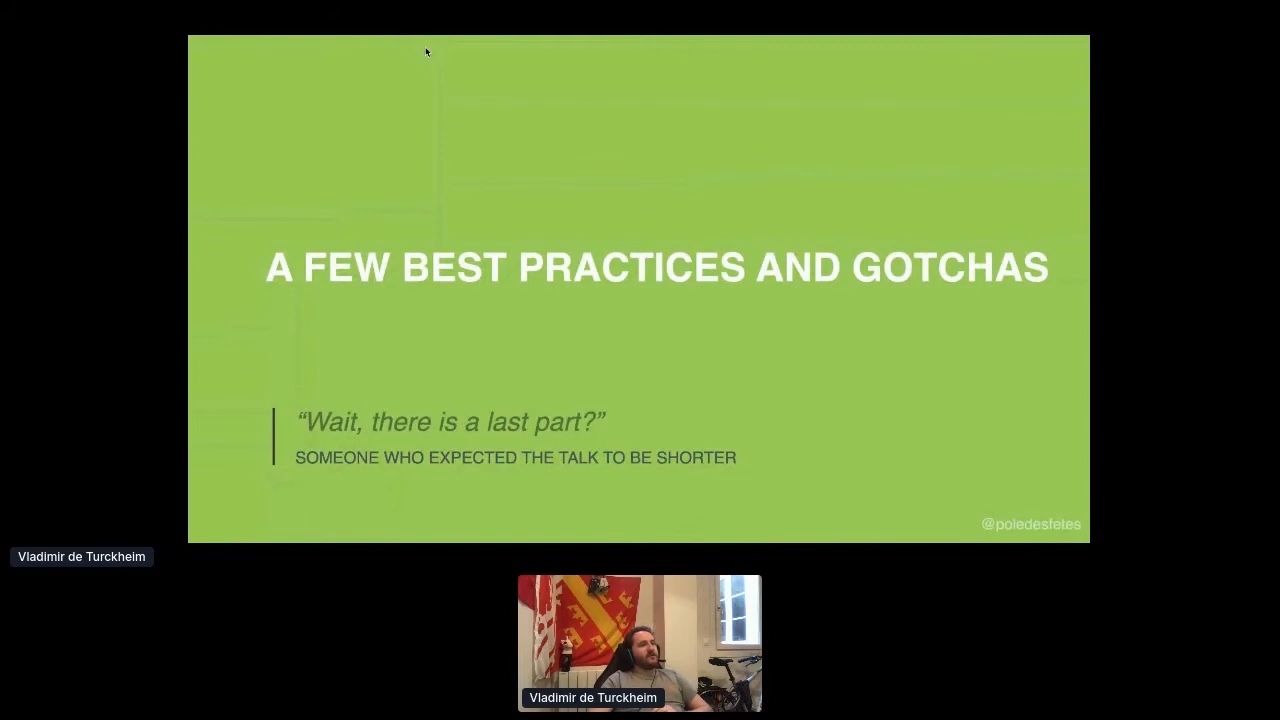 A FEW BEST PRACTICES AND GOTCHAS
“Wait, there is a last part?”
SOMEONE WHO EXPECTED THE TALK TO BE SHORTER
@poledesfetes
Vladimir de Turckheim
Vladimir de Turckheim